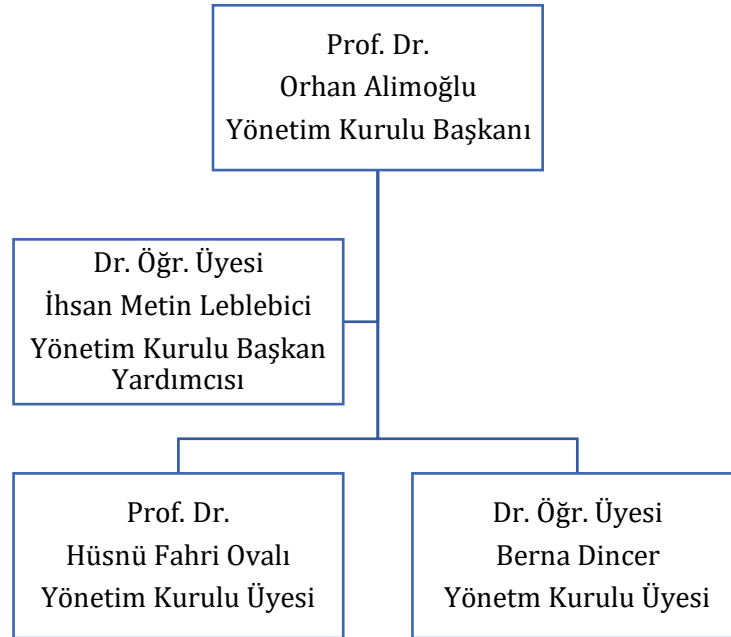 Prof. Dr.
Orhan Alimoğlu
Yönetim Kurulu Başkanı
Dr. Öğr. Üyesi
İhsan Metin Leblebici
Yönetim Kurulu Başkan
Yardımcısı
Prof. Dr.
Hüsnü Fahri Ovalı
Yönetim Kurulu Üyesi
Dr. Öğr. Üyesi
Berna Dincer
Yönetm Kurulu Üyesi